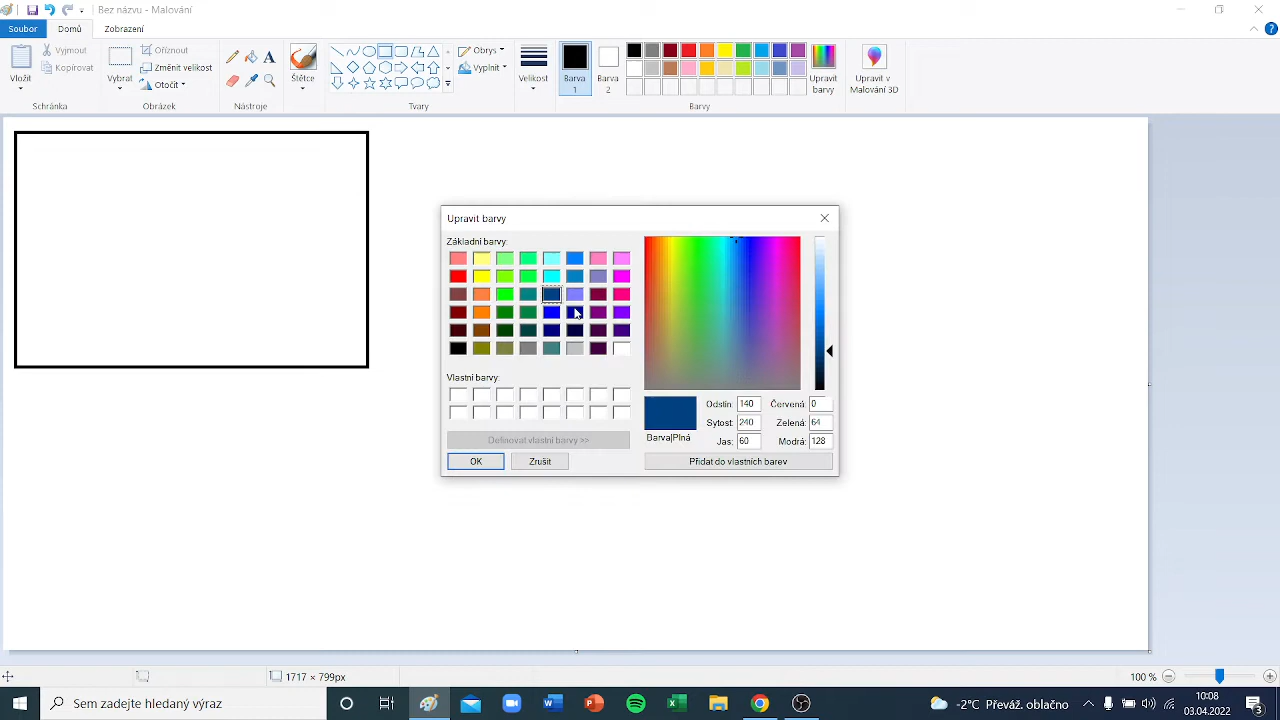 Bez názvu - Malování
Soubor
Domů
Zobrazení
Vložit
Vyjmout
Kopírovat
Schránka
Vybrat
Oříznout
Změnit velikost
Otočit
Obrázek
A
Nástroje
Štětce
Obrys
Vyplnit
Tvary
Velikost
Barva
1
Barva
2
Upravit
barvy
Barvy
Upravit v
Malování 3D
Upravit barvy
Základní barvy:
Vlastní barvy:
Definovat vlastní barvy >>
OK
Zrušit
Barva|Plná
Odstín: 140
Červená: 0
Sytost: 240
Zelená: 64
Jas: 60
Modrá: 128
Přidat do vlastních barev
1717 × 799px
100 %
Sem zadejte hledaný výraz
-2°C Převáž. oblačno
10:08
03.04.2022
3